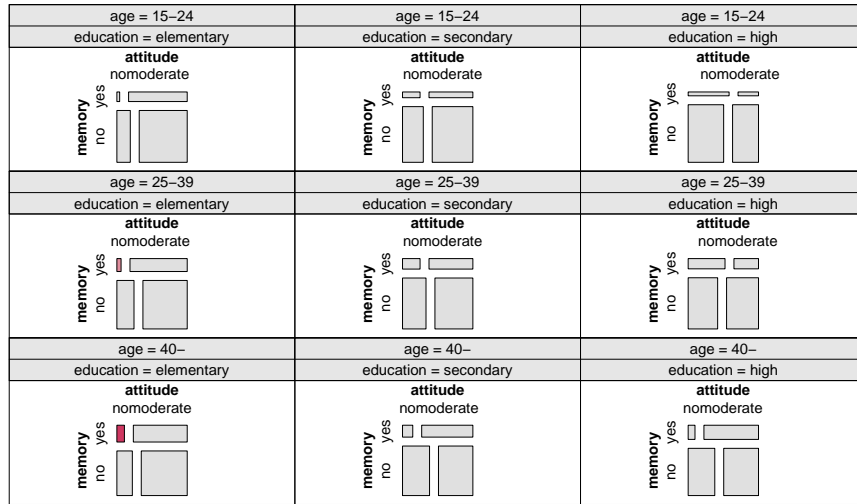 age = 15−24 age = 15−24 age = 15−24
education = elementary education = secondary education = high
attitude attitude attitude
nomoderate nomoderate nomoderate
memory yes no memory yes no memory yes no
age = 25−39 age = 25−39 age = 25−39
education = elementary education = secondary education = high
attitude attitude attitude
nomoderate nomoderate nomoderate
memory yes no memory yes no memory yes no
age = 40− age = 40− age = 40−
education = elementary education = secondary education = high
attitude attitude attitude
nomoderate nomoderate nomoderate
memory yes no memory yes no memory yes no